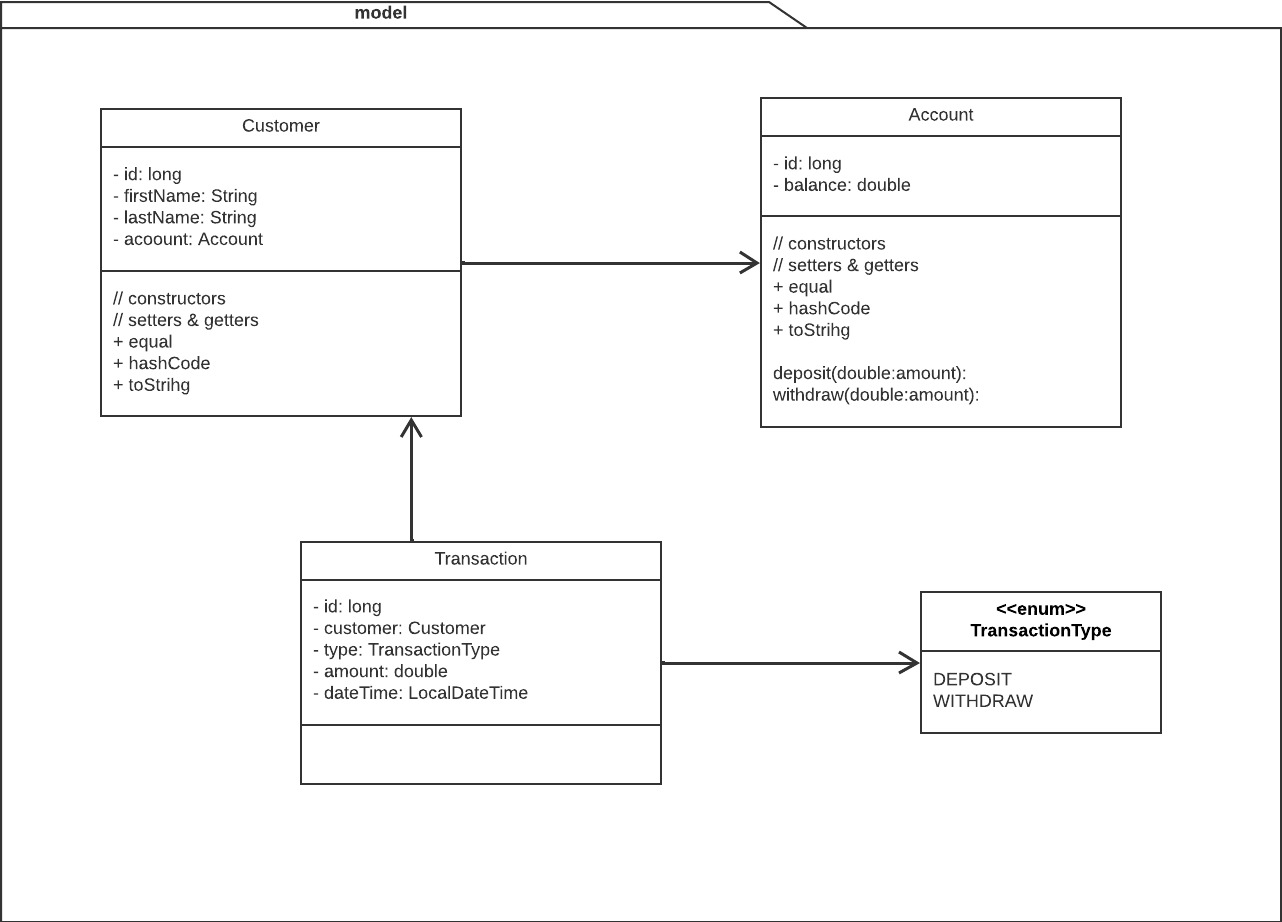 model
Customer
- id: long
- firstName: String
- lastName: String
- acoount: Account
// constructors
// setters & getters
+ equal
+ hashCode
+ toStrihg
Account
- id: long
- balance: double
// constructors
// setters & getters
+ equal
+ hashCode
+ toStrihg
deposit(double:amount):
withdraw(double:amount):
Transaction
- id: long
- customer: Customer
- type: TransactionType
- amount: double
- dateTime: LocalDateTime
<<enum>>
TransactionType
DEPOSIT
WITHDRAW